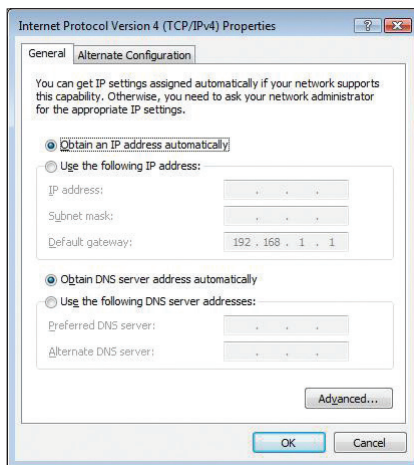 Internet Protocol Version 4 (TCP/IPv4) Properties
General
Alternate Configuration
You can get IP settings assigned automatically if your network supports
this capability. Otherwise, you need to ask your network administrator
for the appropriate IP settings.
Obtain an IP address automatically
Use the following IP address:
IP address:
Subnet mask:
Default gateway: 192 . 168 . 1 . 1
Obtain DNS server address automatically
Use the following DNS server addresses:
Preferred DNS server:
Alternate DNS server:
Advanced...
OK
Cancel